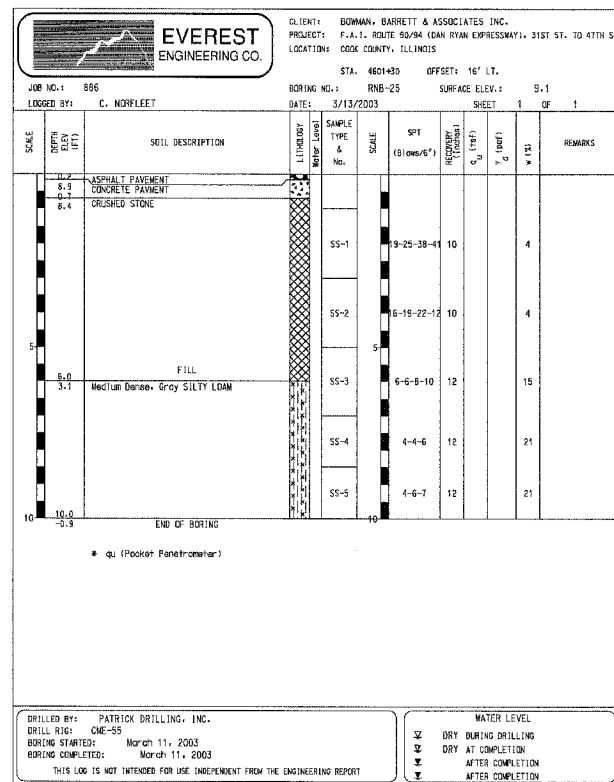 EVEREST
ENGINEERING CO.
CLIENT: BOWMAN, BARRETT & ASSOCIATES INC.
PROJECT: F.A.I. ROUTE 90/94 (DAN RYAN EXPRESSWAY), 31ST ST. TO 47TH S
LOCATION: COOK COUNTY, ILLINOIS
STA. 4601+30 OFFSET: 16' LT.
JOB NO.: 886 BORING NO.: RNB-25 SURFACE ELEV.: 9.1
LOGGED BY: C. NORFLEET DATE: 3/13/2003 SHEET 1 OF 1
SCALE
DEPTH ELEV (FT)
SOIL DESCRIPTION
LITHOLOGY
Water Level
SAMPLE TYPE & No.
SCALE
SPT (Blows/6")
RECOVERY (Inches)
q u (tsf)
γ d (pcf)
w (%)
REMARKS
0.2 ASPHALT PAVEMENT
8.9 CONCRETE PAVMENT
0.7
8.4 CRUSHED STONE
SS-1 19-25-38-41 10 4
SS-2 16-19-22-12 10 4
5 5
FILL
6.0
3.1 Medium Dense, Gray SILTY LOAM
SS-3 6-6-8-10 12 15
SS-4 4-4-6 12 21
SS-5 4-6-7 12 21
10 10.0 10
-0.9 END OF BORING
* qu (Pocket Penetrometer)
DRILLED BY: PATRICK DRILLING, INC.
DRILL RIG: CME-55
BORING STARTED: March 11, 2003
BORING COMPLETED: March 11, 2003
THIS LOG IS NOT INTENDED FOR USE INDEPENDENT FROM THE ENGINEERING REPORT
WATER LEVEL
DRY DURING DRILLING
DRY AT COMPLETION
AFTER COMPLETION
AFTER COMPLETION